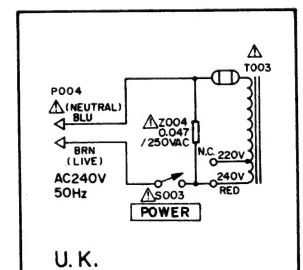 T003
P004
(NEUTRAL)
BLU
Z004
0.047
/250VAC
BRN
(LIVE)
N.C.
220V
240V
RED
AC240V
50Hz
S003
POWER
U.K.